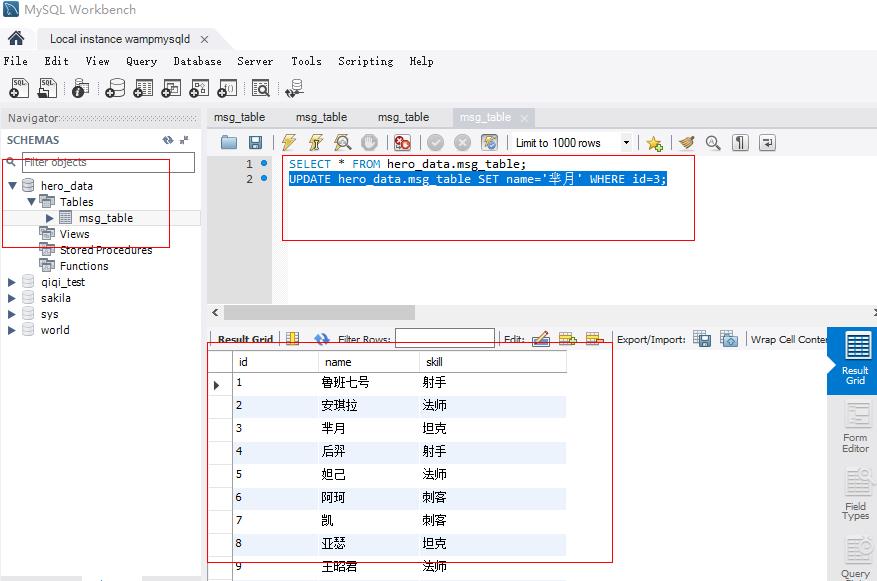 MySQL Workbench
Local instance wampmysqld ×
File Edit View Query Database Server Tools Scripting Help
Navigator
SCHEMAS
Filter objects
hero_data
Tables
msg_table
Views
Stored Procedures
Functions
qiqi_test
sakila
sys
world
msg_table msg_table msg_table msg_table ×
Limit to 1000 rows
1 SELECT * FROM hero_data.msg_table;
2 UPDATE hero_data.msg_table SET name='芈月' WHERE id=3;
Result Grid Filter Rows: Edit: Export/Import: Wrap Cell Conter
id name skill
1 鲁班七号 射手
2 安琪拉 法师
3 芈月 坦克
4 后羿 射手
5 妲己 法师
6 阿珂 刺客
7 凯 刺客
8 亚瑟 坦克
9 王昭君 法师
Result
Grid
Form
Editor
Field
Types
Query